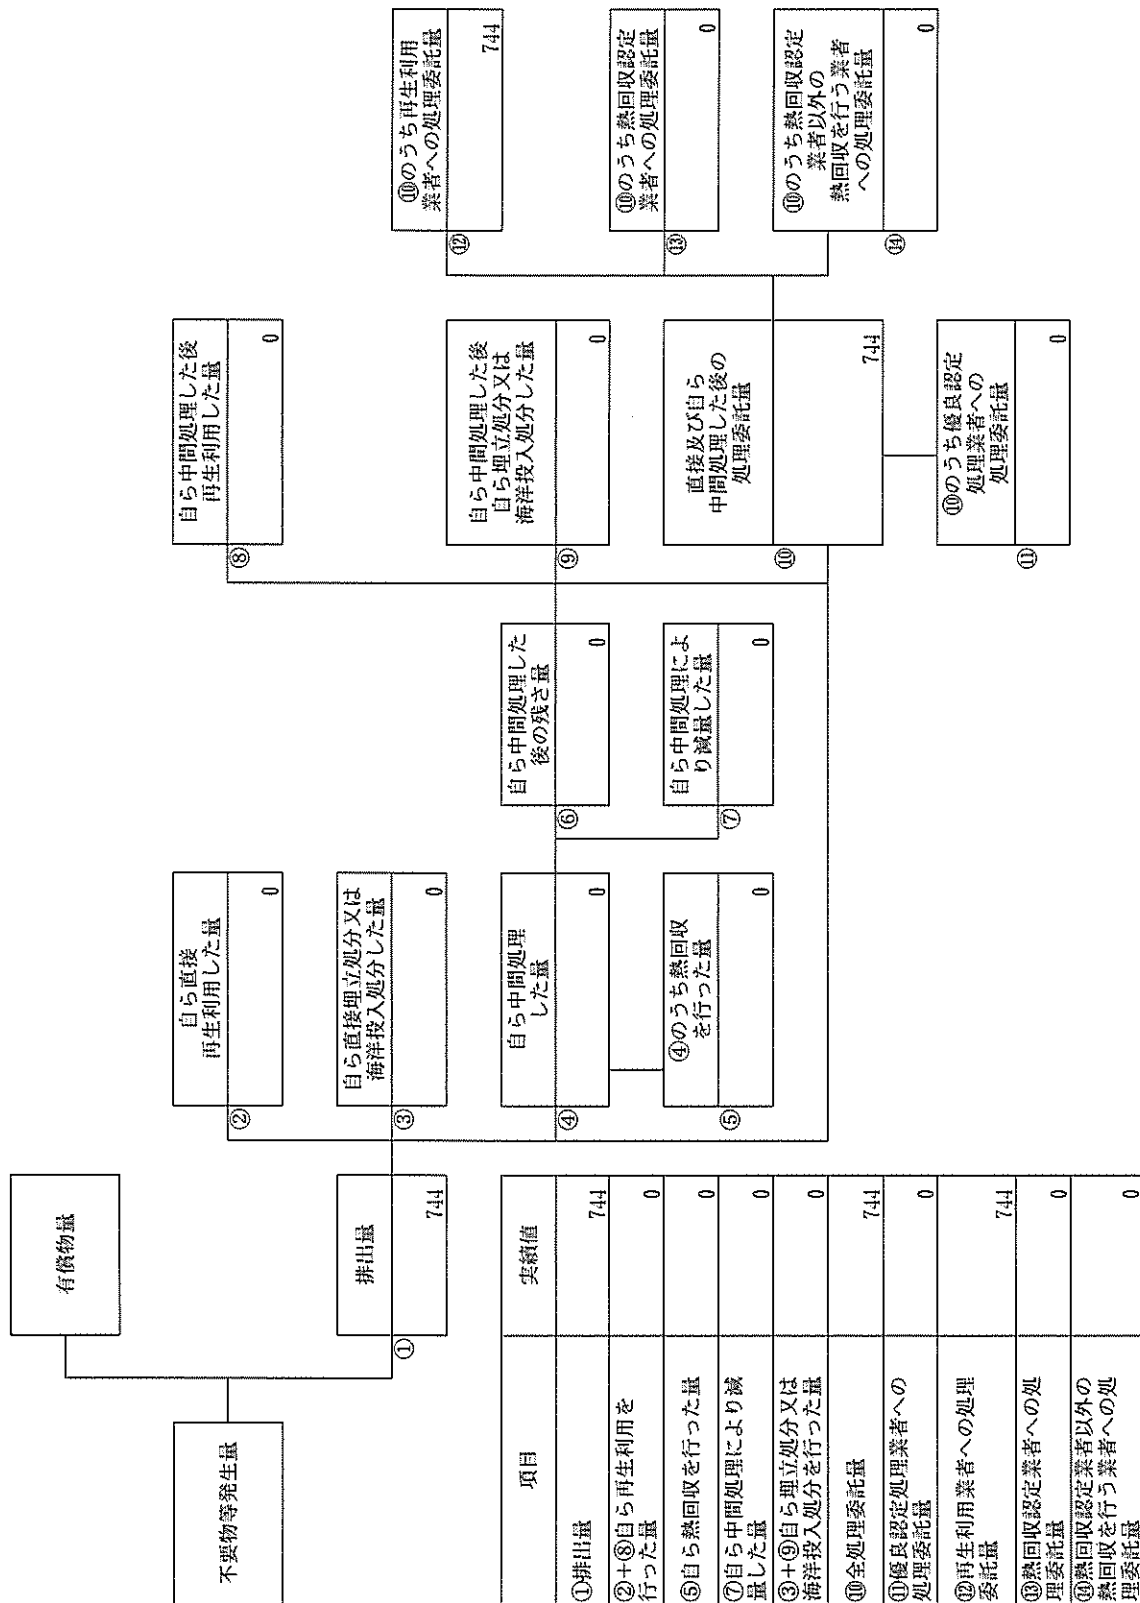 不要物等発生量
有償物量
排出量
①
744
自ら直接
再生利用した量
②
0
自ら直接埋立処分又は
海洋投入処分した量
③
0
自ら中間処理
した量
④
0
④のうち熱回収
を行った量
⑤
0
自ら中間処理した
後の残さ量
⑥
0
自ら中間処理によ
り減量した量
⑦
0
自ら中間処理した後
再生利用した量
⑧
0
自ら中間処理した後
自ら埋立処分又は
海洋投入処分した量
⑨
0
直接及び自ら
中間処理した後の
処理委託量
⑩
744
⑩のうち優良認定
処理業者への
処理委託量
⑪
0
⑩のうち再生利用
業者への処理委託量
⑫
744
⑩のうち熱回収認定
業者への処理委託量
⑬
0
⑩のうち熱回収認定
業者以外の
熱回収を行う業者
への処理委託量
⑭
0
項目 実績値
①排出量 744
②+⑧自ら再生利用を
行った量 0
⑤自ら熱回収を行った量 0
⑦自ら中間処理により減
量した量 0
③+⑨自ら埋立処分又は
海洋投入処分を行った量 0
⑩全処理委託量 744
⑪優良認定処理業者への
処理委託量 0
⑫再生利用業者への処理
委託量 744
⑬熱回収認定業者への処
理委託量 0
⑭熱回収認定業者以外の
熱回収を行う業者への処
理委託量 0